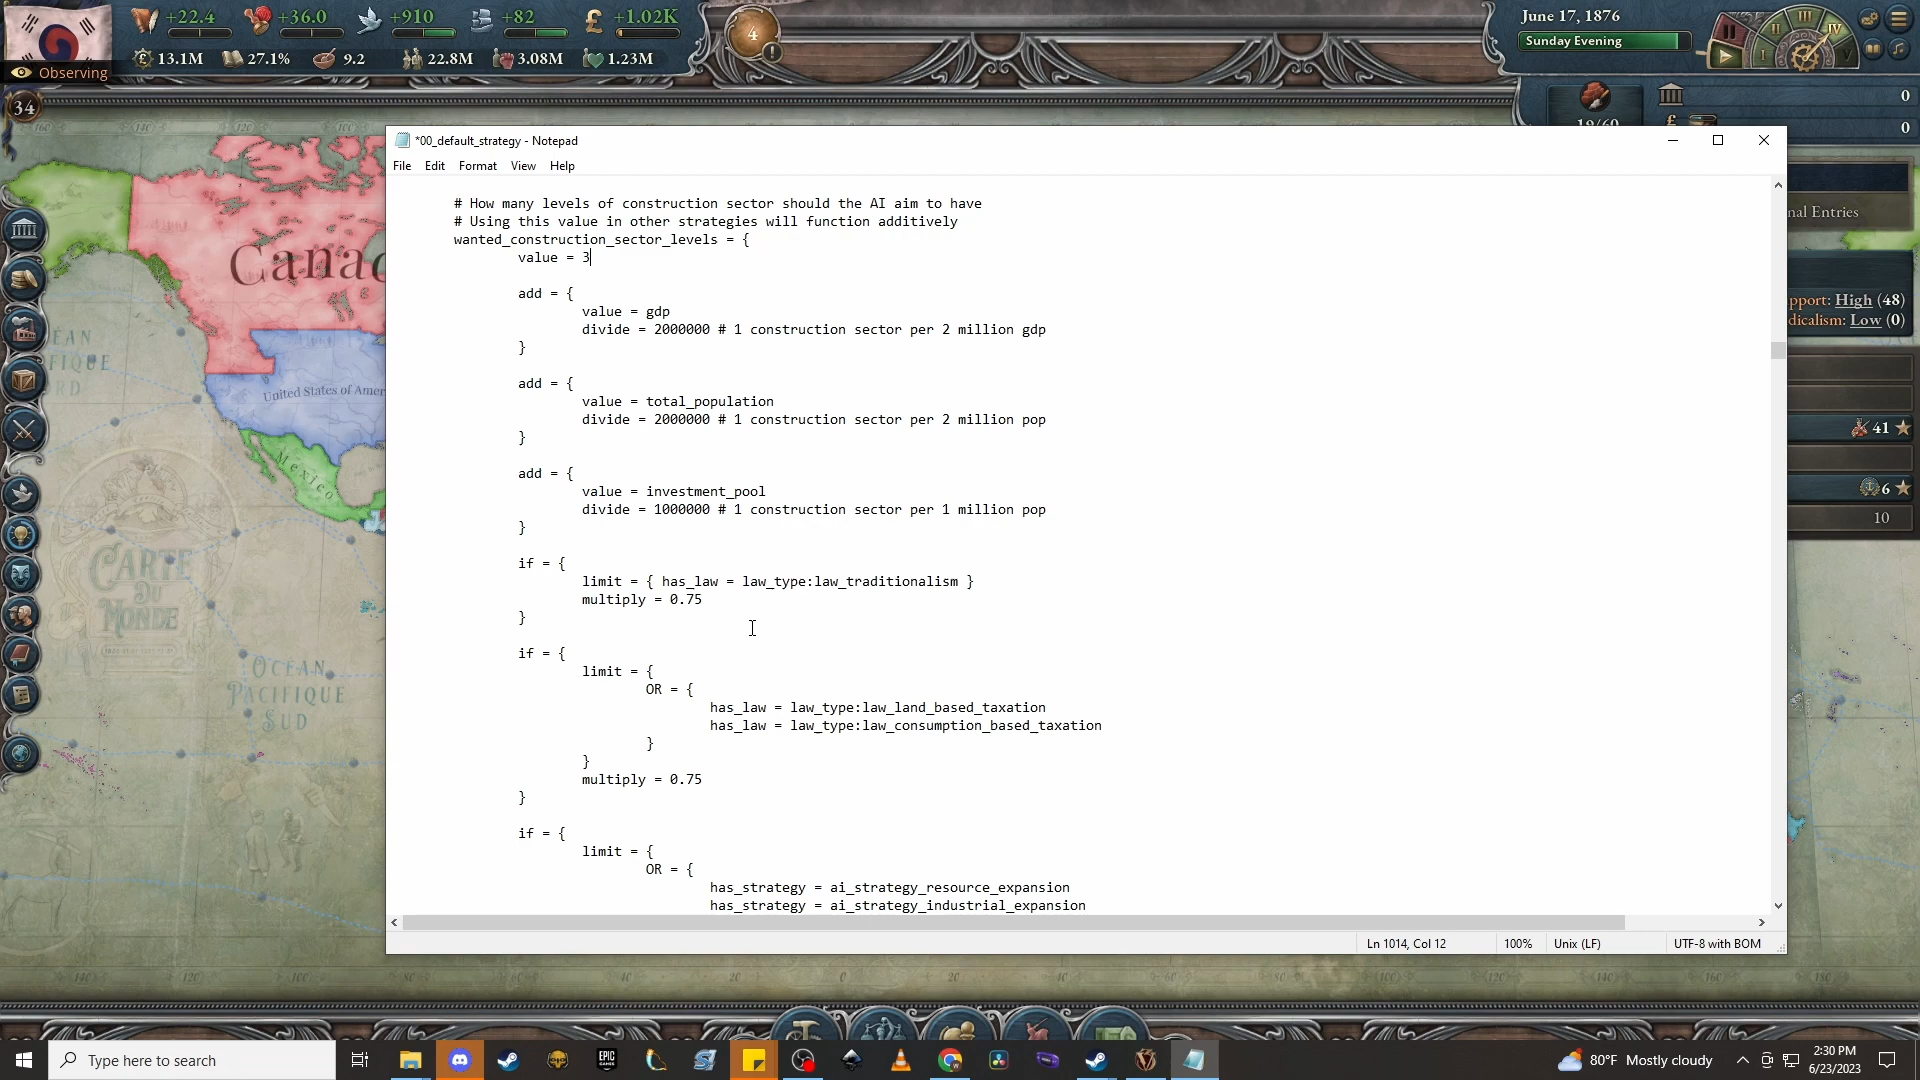 +22.4
+36.0
+910
+82
+1.02K
4
June 17, 1876
Sunday Evening
Observing
13.1M
27.1%
9.2
22.8M
3.08M
1.23M
34
0
0
*00_default_strategy - Notepad
File Edit Format View Help
# How many levels of construction sector should the AI aim to have
# Using this value in other strategies will function additively
wanted_construction_sector_levels = {
value = 3
add = {
value = gdp
divide = 2000000 # 1 construction sector per 2 million gdp
}
add = {
value = total_population
divide = 2000000 # 1 construction sector per 2 million pop
}
add = {
value = investment_pool
divide = 1000000 # 1 construction sector per 1 million pop
}
if = {
limit = { has_law = law_type:law_traditionalism }
multiply = 0.75
}
if = {
limit = {
OR = {
has_law = law_type:law_land_based_taxation
has_law = law_type:law_consumption_based_taxation
}
}
multiply = 0.75
}
if = {
limit = {
OR = {
has_strategy = ai_strategy_resource_expansion
has_strategy = ai_strategy_industrial_expansion
Ln 1014, Col 12
100%
Unix (LF)
UTF-8 with BOM
nal Entries
pport: High (48)
dicalism: Low (0)
41
6
10
Canad
United States of Amer
Mexico
CARTE
DU
MONDE
OCEAN
PACIFIQUE
SUD
Type here to search
EPIC
GAMES
80°F Mostly cloudy
2:30 PM
6/23/2023